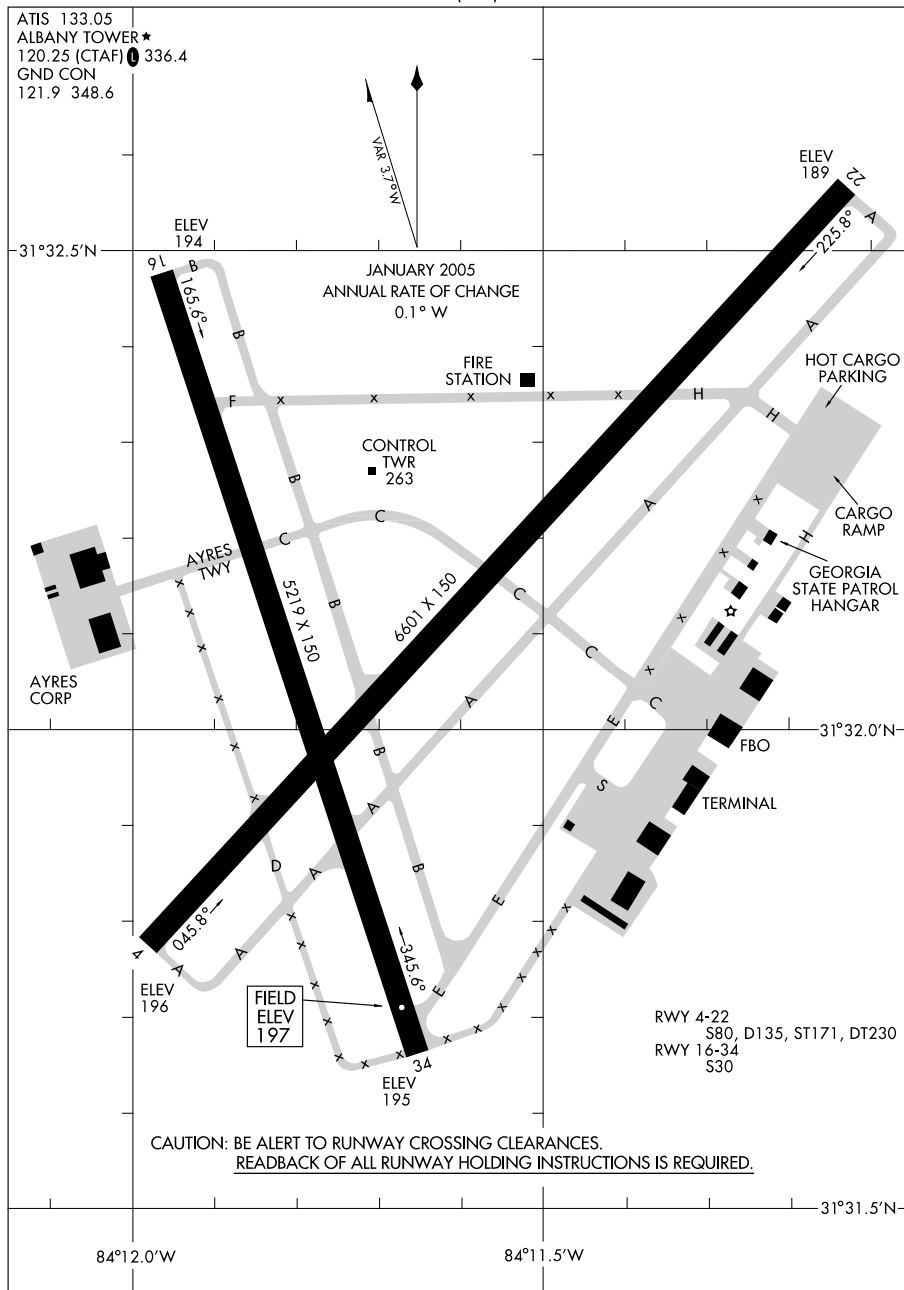 ATIS 133.05
ALBANY TOWER★
120.25 (CTAF) L 336.4
GND CON
121.9 348.6
VAR 3.7° W
JANUARY 2005
ANNUAL RATE OF CHANGE
0.1° W
ELEV
189
22
225.8°
A
31°32.5'N
ELEV
194
16
165.6°
B
B
A
FIRE
STATION
HOT CARGO
PARKING
F
x
x
x
x
x
H
H
CONTROL
TWR
263
B
A
x
CARGO
RAMP
C
C
AYRES
TWY
x
H
GEORGIA
STATE PATROL
HANGAR
5219 X 150
6601 X 150
B
C
x
x
x
x
C
x
AYRES
CORP
x
A
C
E
31°32.0'N
x
B
FBO
S
TERMINAL
x
A
D
A
B
E
045.8°
x
x
x
x
A
345.6°
4
A
ELEV
196
x
x
E
FIELD
ELEV
197
x
x
x
x
x
x
x
34
ELEV
195
RWY 4-22
S80, D135, ST171, DT230
RWY 16-34
S30
CAUTION: BE ALERT TO RUNWAY CROSSING CLEARANCES.
READBACK OF ALL RUNWAY HOLDING INSTRUCTIONS IS REQUIRED.
31°31.5'N
84°12.0'W
84°11.5'W